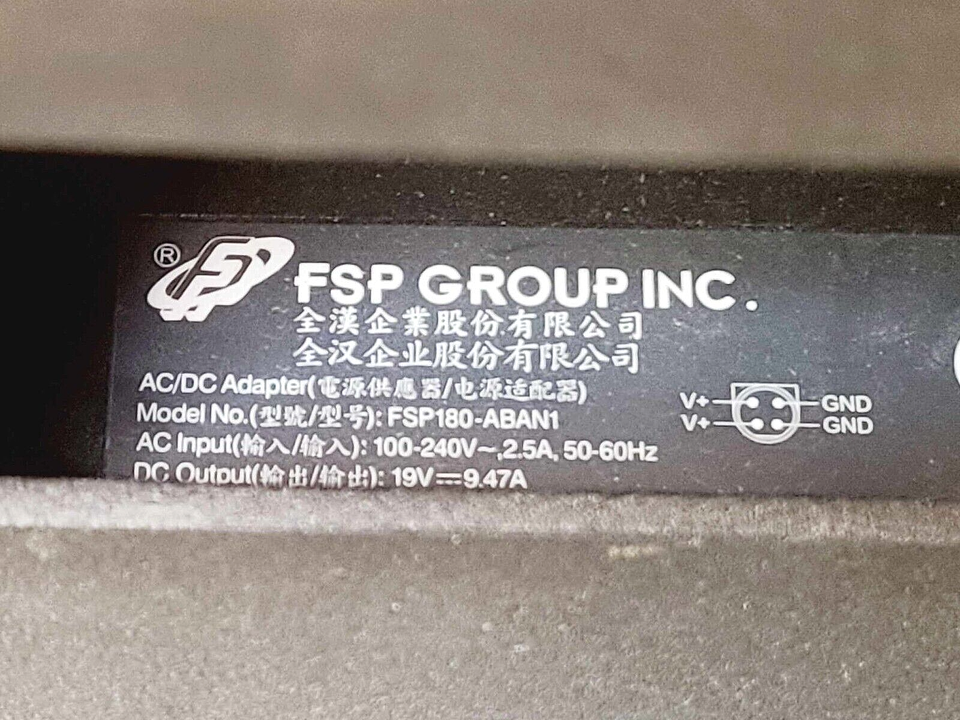 ® FSP GROUP INC.
全漢企業股份有限公司
全汉企业股份有限公司
AC/DC Adapter(電源供應器/电源适配器)
Model No.(型號/型号): FSP180-ABAN1
AC Input(輸入/输入): 100-240V~,2.5A, 50-60Hz
DC Output(輸出/输出): 19V⎓9.47A
V+ GND
V+ GND